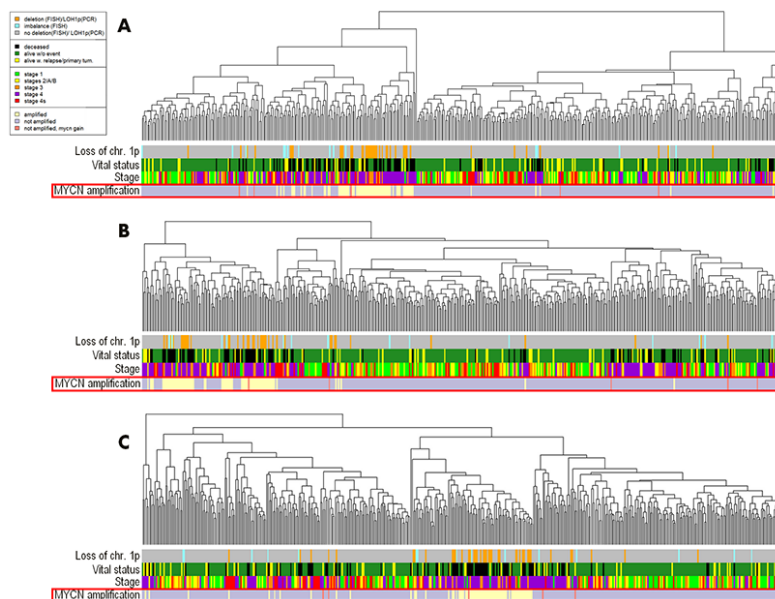 deletion (FISH)/LOH1p(PCR)
imbalance (FISH)
no deletion(FISH)/ LOH1p(PCR)
deceased
alive w/o event
alive w. relapse/primary tum.
stage 1
stages 2/A/B
stage 3
stage 4
stage 4s
amplified
not amplified
not amplified, mycn gain
A
Loss of chr. 1p
Vital status
Stage
MYCN amplification
B
Loss of chr. 1p
Vital status
Stage
MYCN amplification
C
Loss of chr. 1p
Vital status
Stage
MYCN amplification